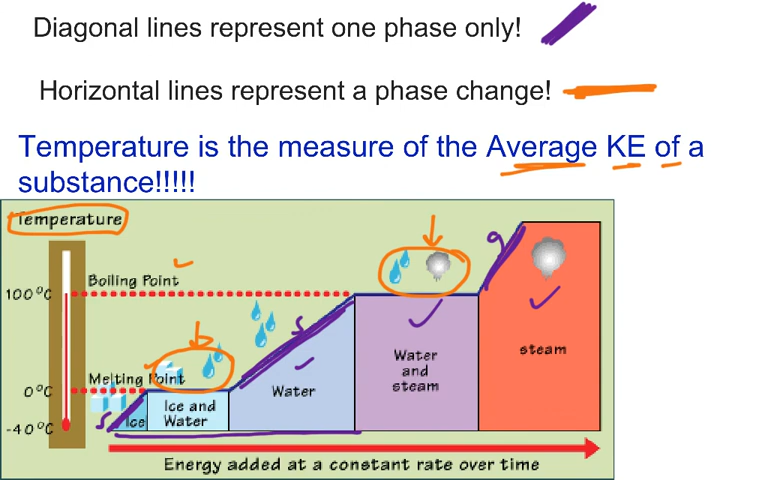 Diagonal lines represent one phase only!
Horizontal lines represent a phase change!
Temperature is the measure of the Average KE of a
substance!!!!!
Temperature
Boiling Point
100°C
Water
and
steam
steam
Melting Point
0°C
Water
Ice and
Water
Ice
-40°C
Energy added at a constant rate over time